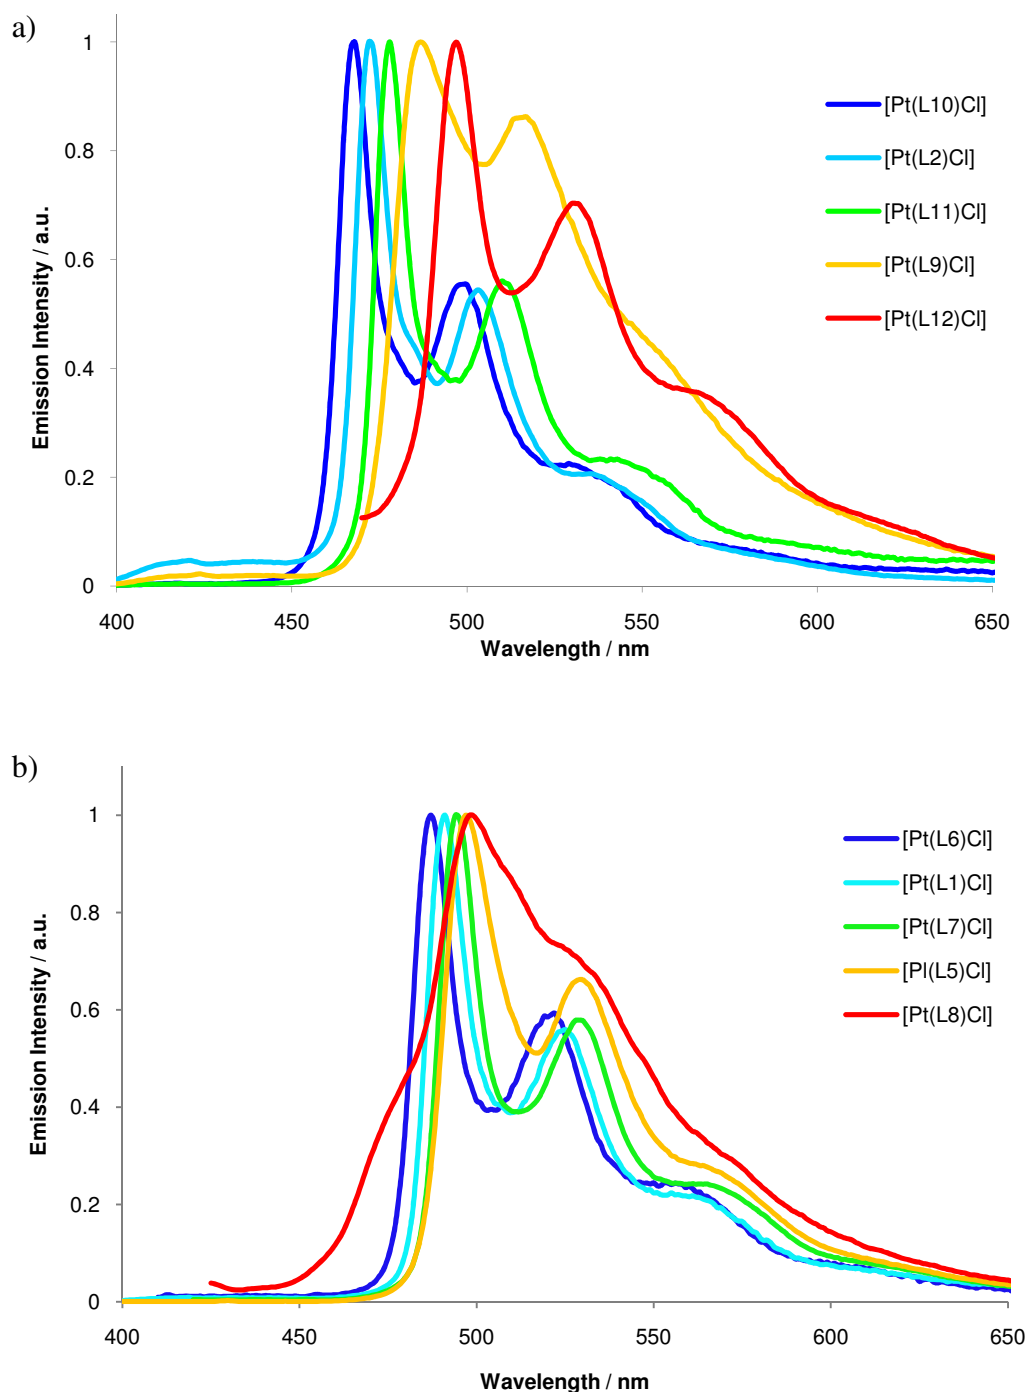 a)
1
0.8
0.6
0.4
0.2
0
Emission Intensity / a.u.
400
450
500
550
600
650
Wavelength / nm
[Pt(L10)Cl]
[Pt(L2)Cl]
[Pt(L11)Cl]
[Pt(L9)Cl]
[Pt(L12)Cl]
b)
1
0.8
0.6
0.4
0.2
0
Emission Intensity / a.u.
400
450
500
550
600
650
Wavelength / nm
[Pt(L6)Cl]
[Pt(L1)Cl]
[Pt(L7)Cl]
[Pl(L5)Cl]
[Pt(L8)Cl]